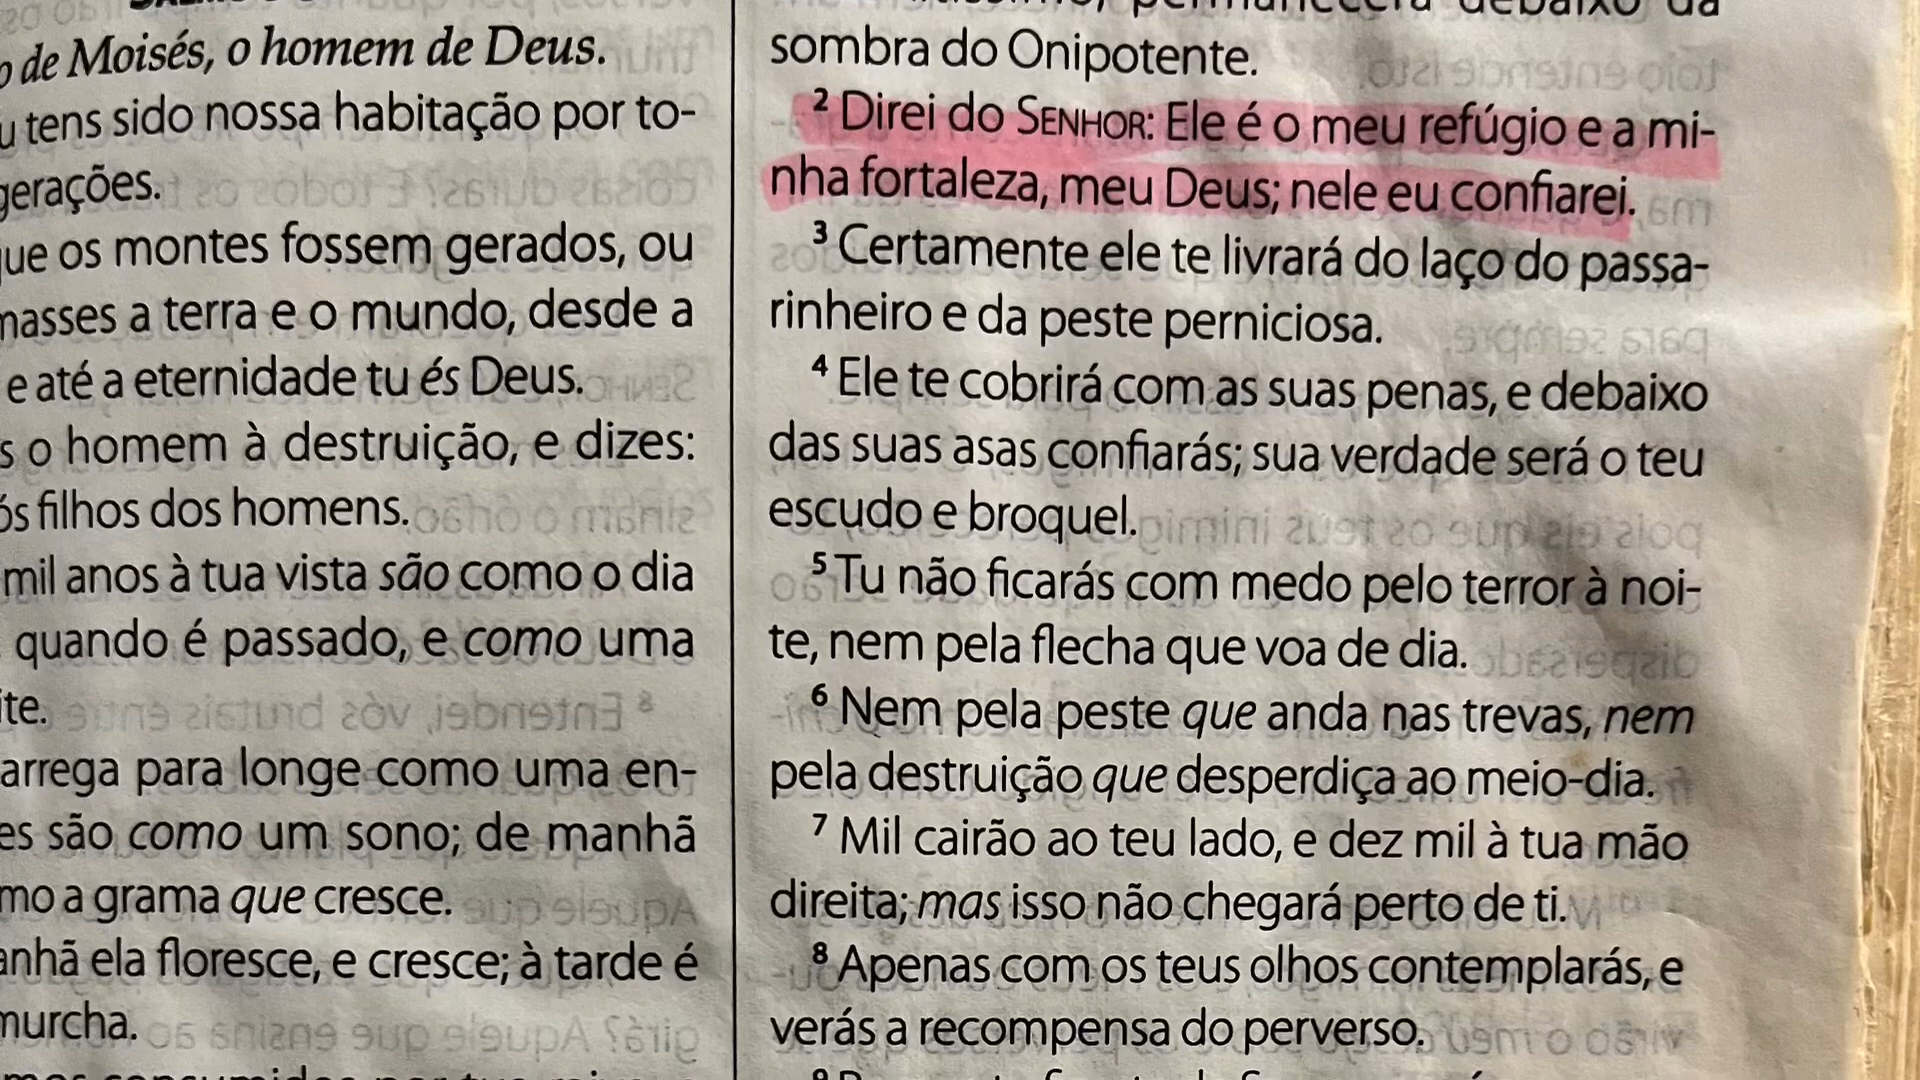 de Moisés, o homem de Deus.
tens sido nossa habitação por to-
gerações.
que os montes fossem gerados, ou
masses a terra e o mundo, desde a
e até a eternidade tu és Deus.
o homem à destruição, e dizes:
filhos dos homens.
mil anos à tua vista são como o dia
quando é passado, e como uma
ite.
arrega para longe como uma en-
es são como um sono; de manhã
mo a grama que cresce.
anhã ela floresce, e cresce; à tarde é
murcha.
permanecerá debaixo da
sombra do Onipotente.
2 Direi do SENHOR: Ele é o meu refúgio e a mi-
nha fortaleza, meu Deus; nele eu confiarei.
3 Certamente ele te livrará do laço do passa-
rinheiro e da peste perniciosa.
4 Ele te cobrirá com as suas penas, e debaixo
das suas asas confiarás; sua verdade será o teu
escudo e broquel.
5 Tu não ficarás com medo pelo terror à noi-
te, nem pela flecha que voa de dia.
6 Nem pela peste que anda nas trevas, nem
pela destruição que desperdiça ao meio-dia.
7 Mil cairão ao teu lado, e dez mil à tua mão
direita; mas isso não chegará perto de ti.
8 Apenas com os teus olhos contemplarás, e
verás a recompensa do perverso.